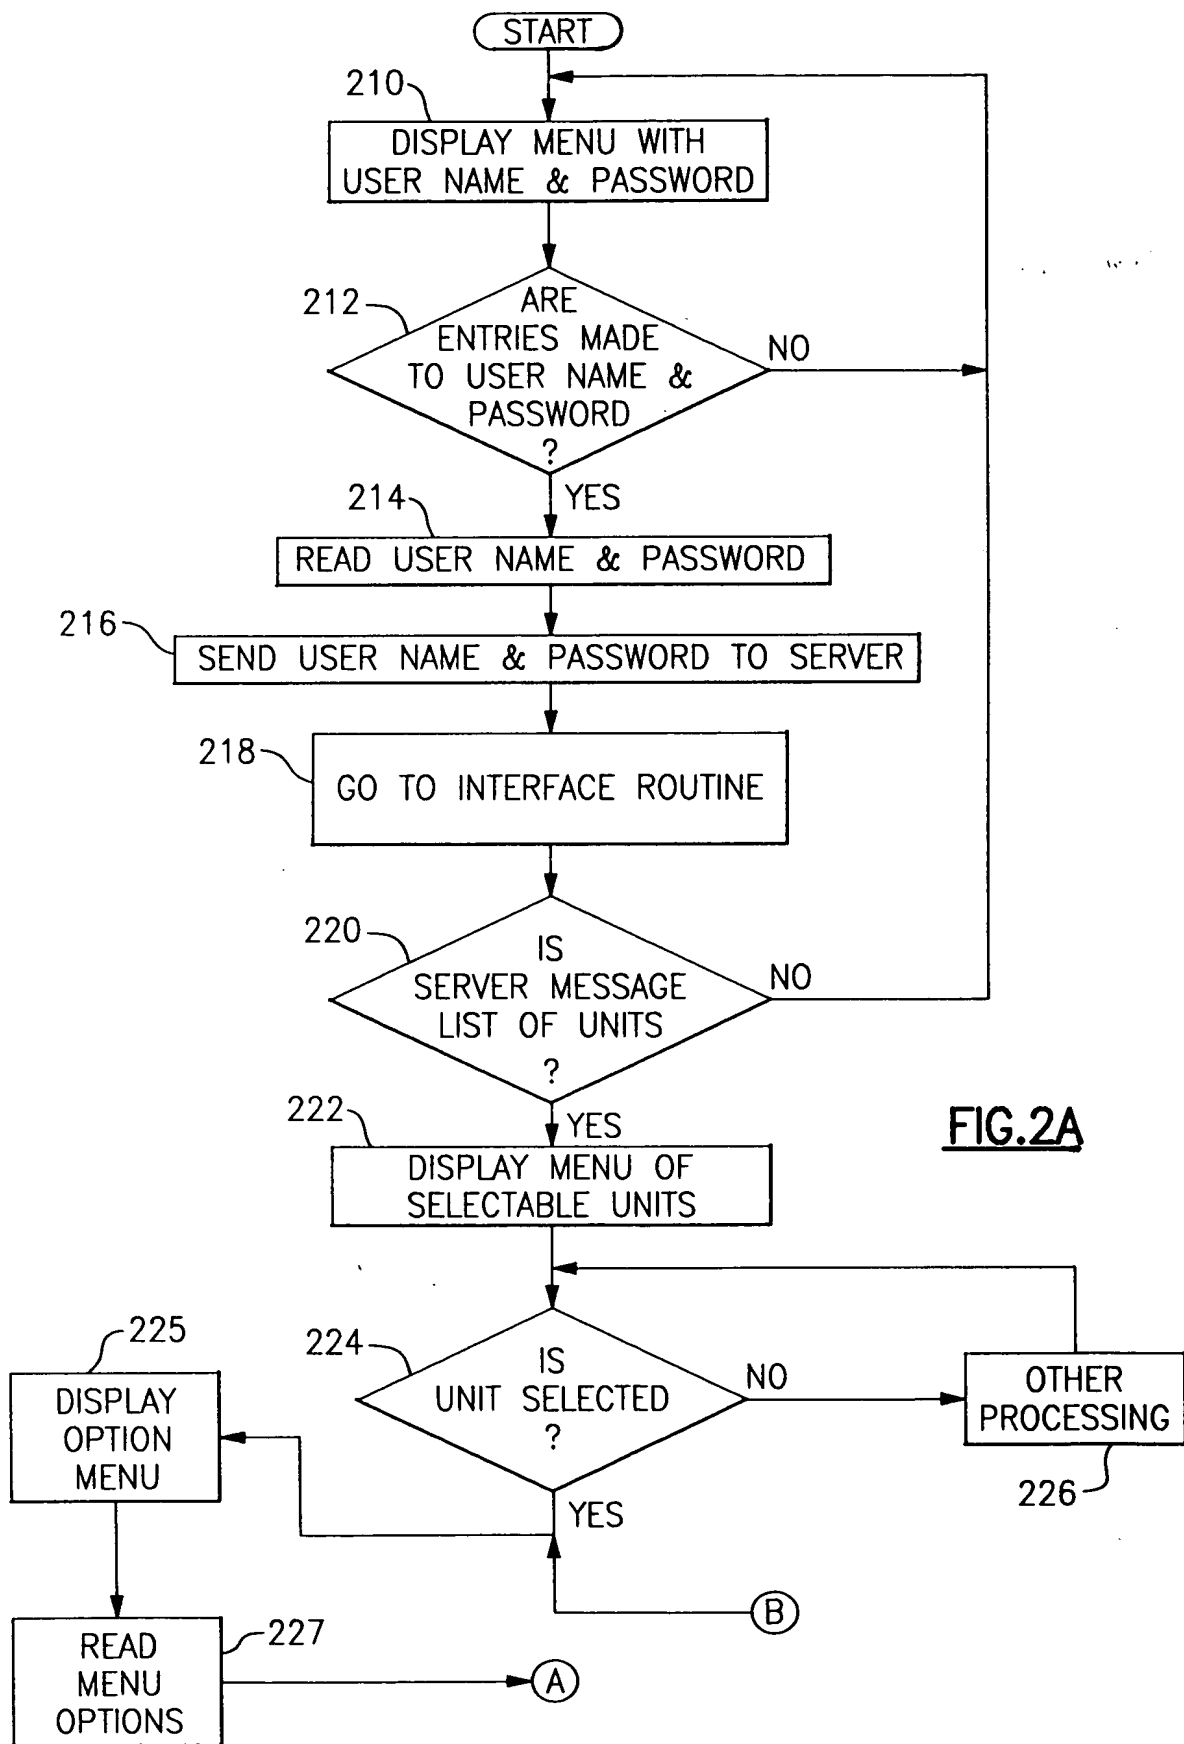 START
210
DISPLAY MENU WITH
USER NAME & PASSWORD
212
ARE
ENTRIES MADE
TO USER NAME &
PASSWORD
?
NO
YES
214
READ USER NAME & PASSWORD
216
SEND USER NAME & PASSWORD TO SERVER
218
GO TO INTERFACE ROUTINE
220
IS
SERVER MESSAGE
LIST OF UNITS
?
NO
YES
222
DISPLAY MENU OF
SELECTABLE UNITS
FIG.2A
224
IS
UNIT SELECTED
?
NO
OTHER
PROCESSING
226
YES
225
DISPLAY
OPTION
MENU
B
227
READ
MENU
OPTIONS
A